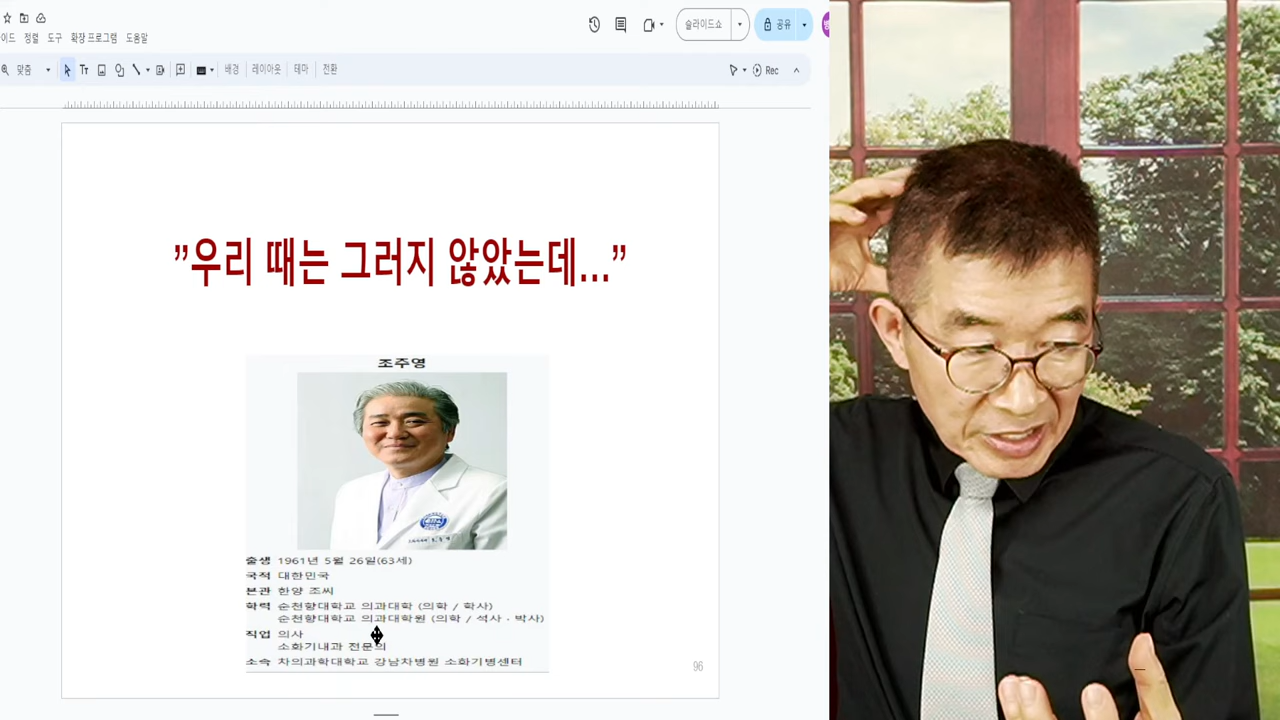 이드 정렬 도구 확장 프로그램 도움말
슬라이드쇼
공유
맞춤
배경 레이아웃 테마 전환
Rec
"우리 때는 그러지 않았는데..."
조주영
출생 1961년 5월 26일(63세)
국적 대한민국
본관 한양 조씨
학력 순천향대학교 의과대학 (의학 / 학사)
순천향대학교 의과대학원 (의학 / 석사 · 박사)
직업 의사
소화기내과 전문의
소속 차의과학대학교 강남차병원 소화기병센터
96